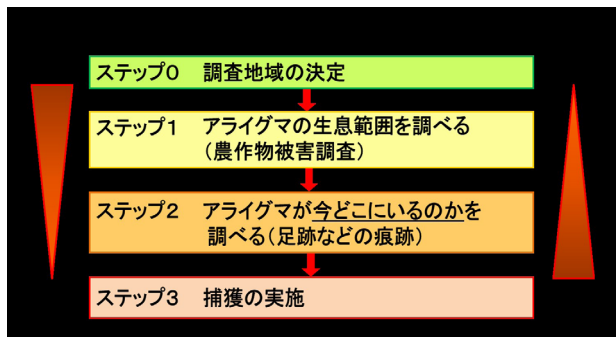 ステップ0 調査地域の決定
ステップ1 アライグマの生息範囲を調べる
(農作物被害調査)
ステップ2 アライグマが今どこにいるのかを
調べる(足跡などの痕跡)
ステップ3 捕獲の実施